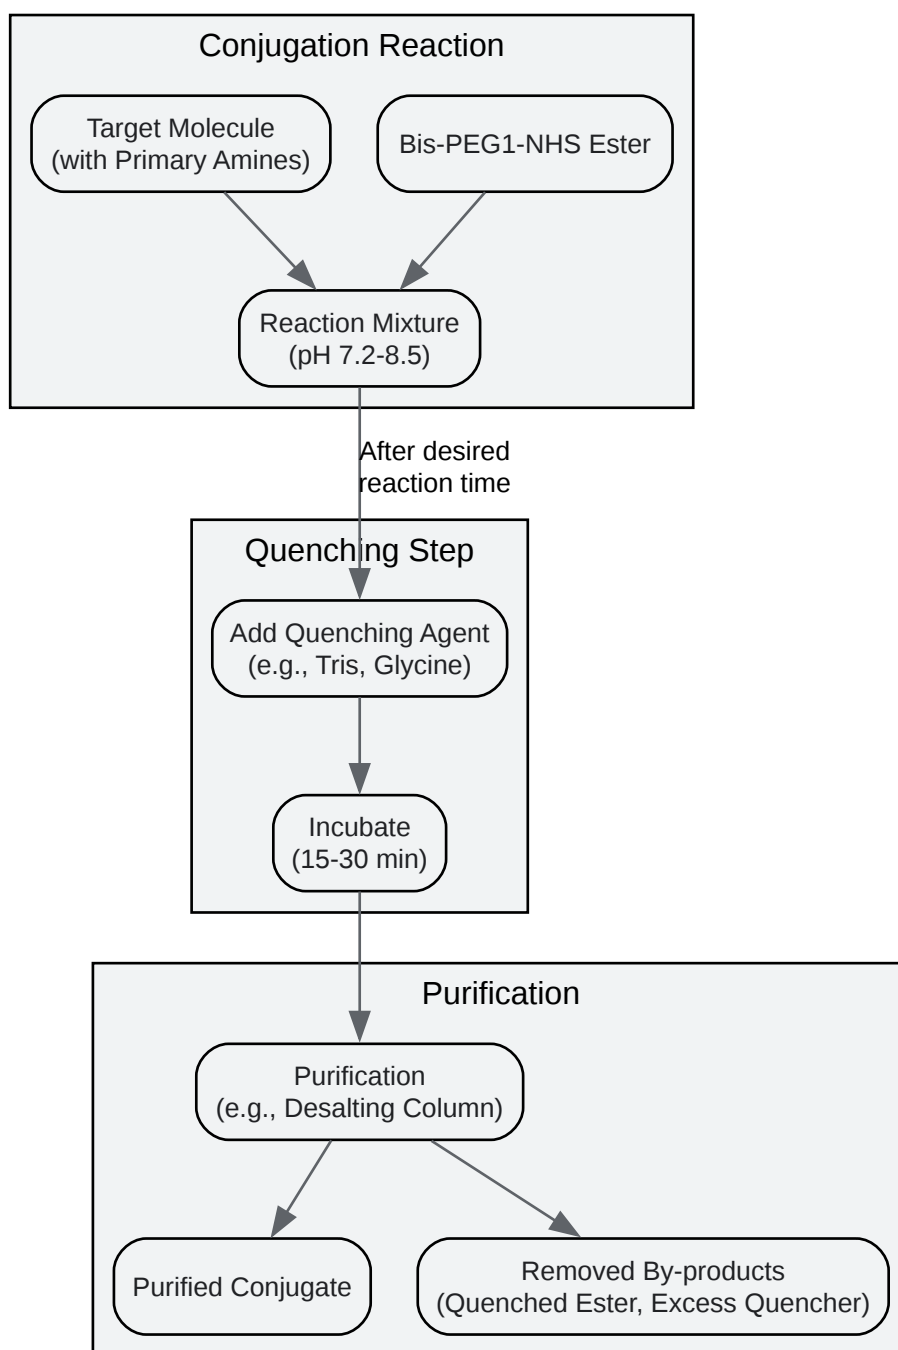 Conjugation Reaction
Target Molecule
(with Primary Amines)
Bis-PEG1-NHS Ester
Reaction Mixture
(pH 7.2-8.5)
After desired
reaction time
Quenching Step
Add Quenching Agent
(e.g., Tris, Glycine)
Incubate
(15-30 min)
Purification
Purification
(e.g., Desalting Column)
Purified Conjugate
Removed By-products
(Quenched Ester, Excess Quencher)